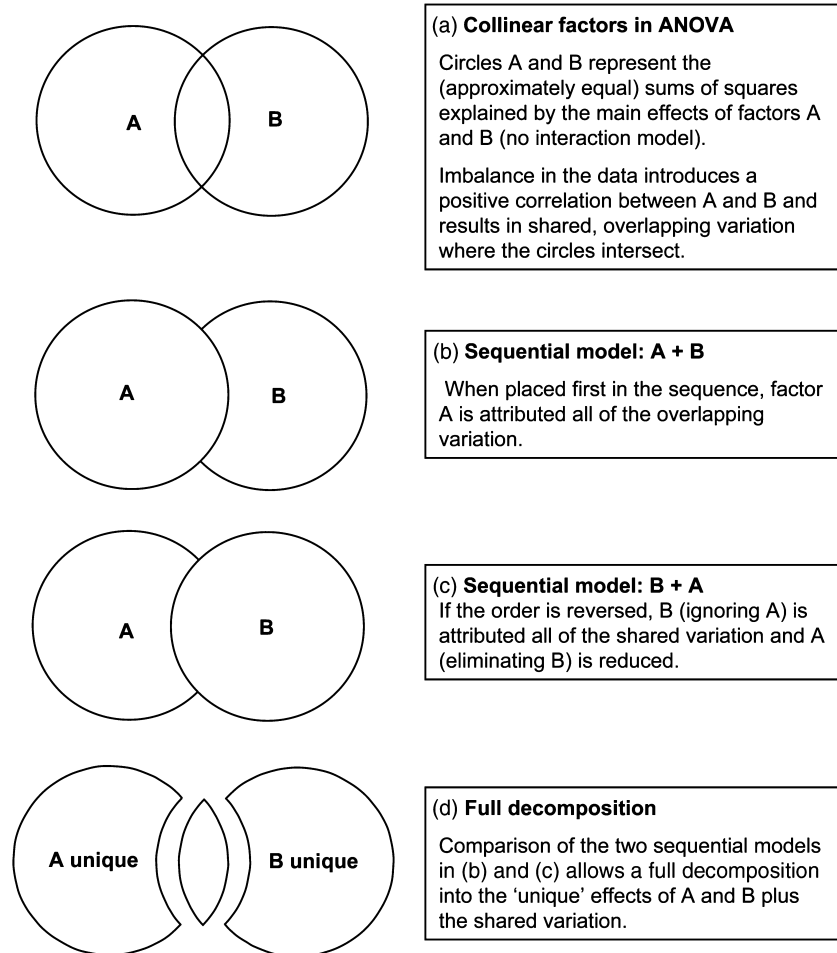 A
B
(a) Collinear factors in ANOVA
Circles A and B represent the
(approximately equal) sums of squares
explained by the main effects of factors A
and B (no interaction model).
Imbalance in the data introduces a
positive correlation between A and B and
results in shared, overlapping variation
where the circles intersect.
A
B
(b) Sequential model: A + B
When placed first in the sequence, factor
A is attributed all of the overlapping
variation.
A
B
(c) Sequential model: B + A
If the order is reversed, B (ignoring A) is
attributed all of the shared variation and A
(eliminating B) is reduced.
A unique
B unique
(d) Full decomposition
Comparison of the two sequential models
in (b) and (c) allows a full decomposition
into the ‘unique’ effects of A and B plus
the shared variation.